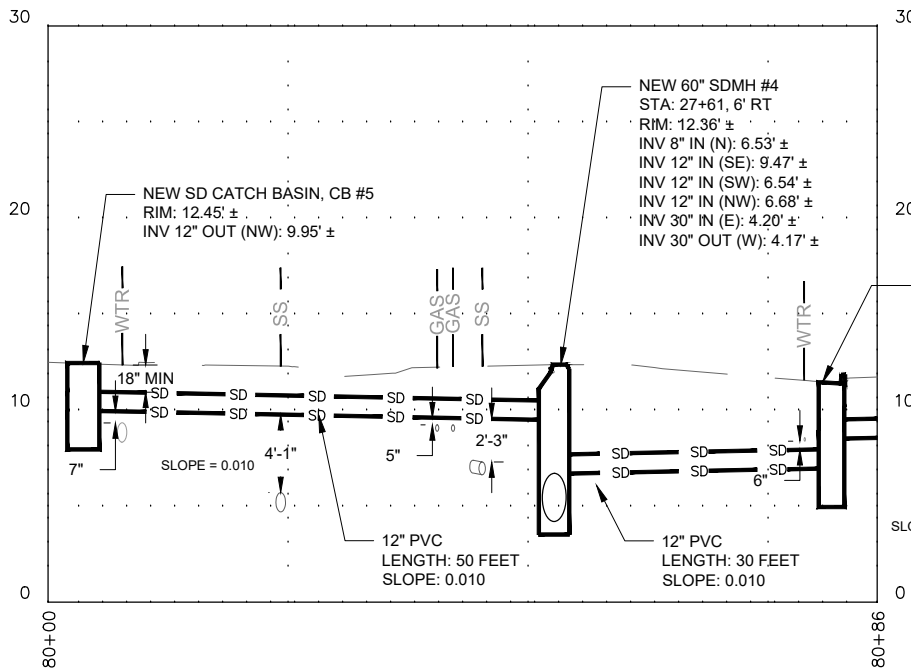 30
20
10
0
80+00
NEW SD CATCH BASIN, CB #5
RIM: 12.45' ±
INV 12" OUT (NW): 9.95' ±
NEW 60" SDMH #4
STA: 27+61, 6' RT
RIM: 12.36' ±
INV 8" IN (N): 6.53' ±
INV 12" IN (SE): 9.47' ±
INV 12" IN (SW): 6.54' ±
INV 12" IN (NW): 6.68' ±
INV 30" IN (E): 4.20' ±
INV 30" OUT (W): 4.17' ±
WTR
SS
GAS
GAS
SS
WTR
18" MIN
SD SD SD SD SD
SD SD SD SD SD
SD SD SD
SD SD SD
7"
SLOPE = 0.010
4'-1"
5"
2'-3"
6"
12" PVC
LENGTH: 50 FEET
SLOPE: 0.010
12" PVC
LENGTH: 30 FEET
SLOPE: 0.010
30
20
10
SLO
0
80+86